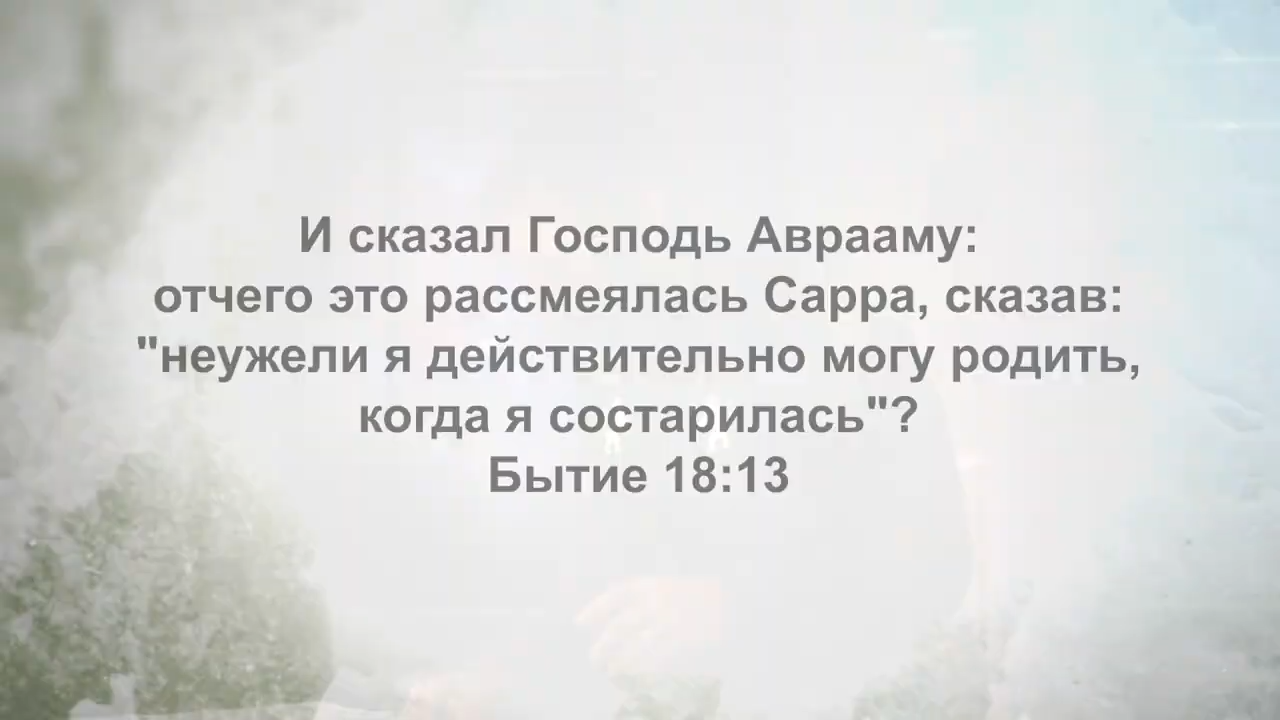 И сказал Господь Аврааму:
отчего это рассмеялась Сарра, сказав:
"неужели я действительно могу родить,
когда я состарилась"?
Бытие 18:13